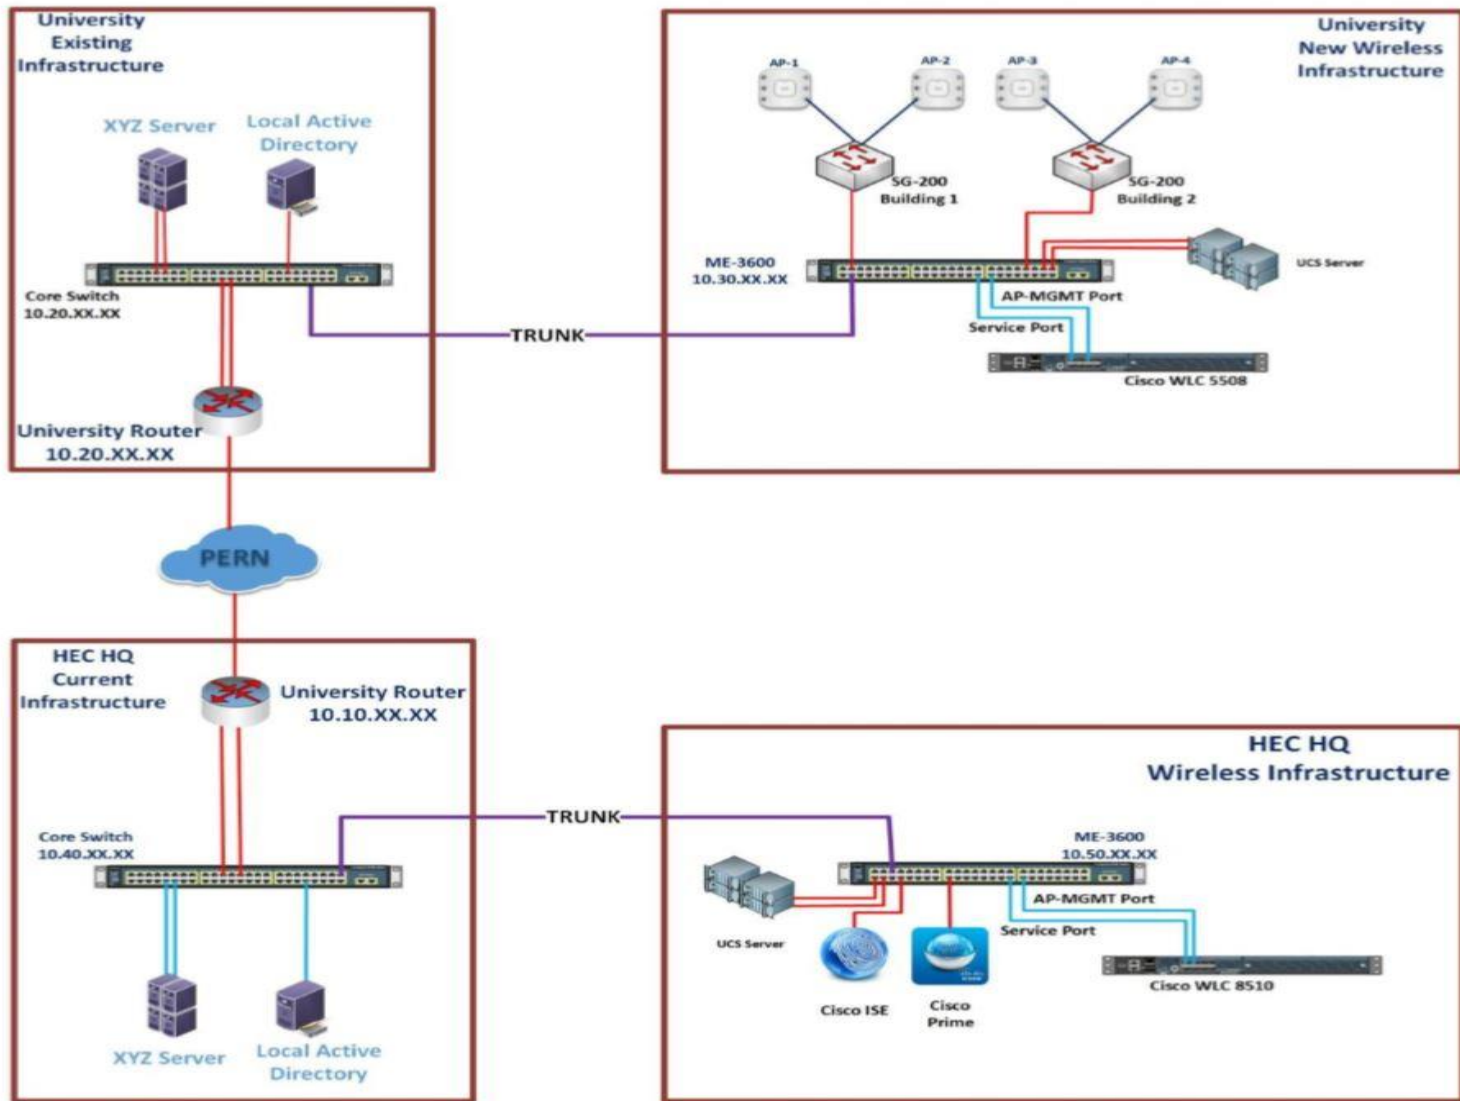 University
Existing
Infrastructure
XYZ Server
Local Active
Directory
Core Switch
10.20.XX.XX
University Router
10.20.XX.XX
TRUNK
University
New Wireless
Infrastructure
AP-1
AP-2
AP-3
AP-4
SG-200
Building 1
SG-200
Building 2
ME-3600
10.30.XX.XX
UCS Server
AP-MGMT Port
Service Port
Cisco WLC 5508
PERN
HEC HQ
Current
Infrastructure
University Router
10.10.XX.XX
Core Switch
10.40.XX.XX
XYZ Server
Local Active
Directory
TRUNK
HEC HQ
Wireless Infrastructure
ME-3600
10.50.XX.XX
AP-MGMT Port
Service Port
UCS Server
Cisco ISE
Cisco
Prime
Cisco WLC 8510